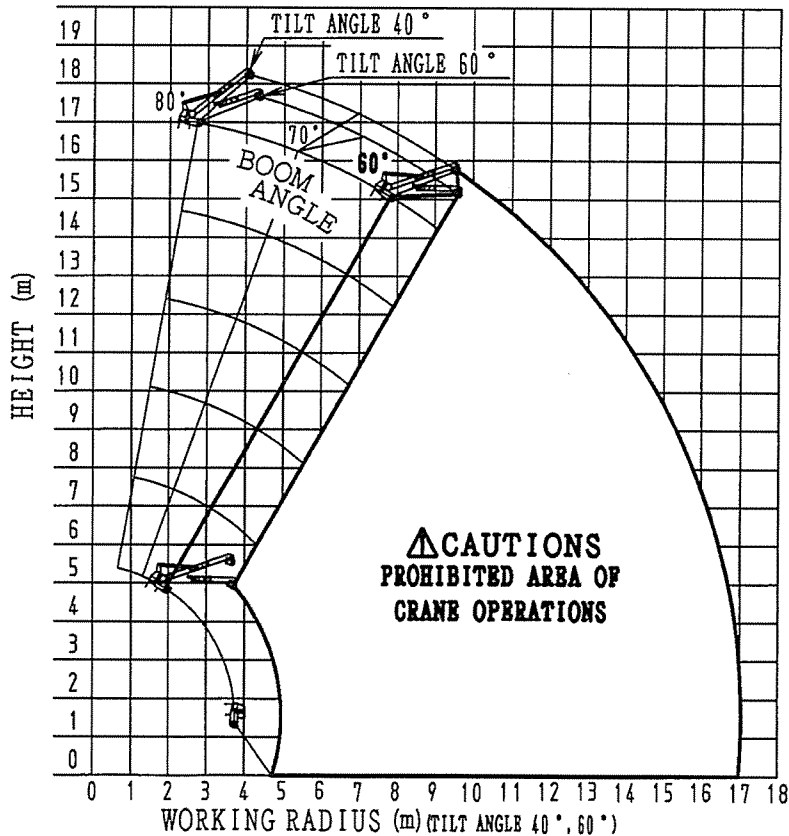 TILT ANGLE 40°
TILT ANGLE 60°
80°
70°
60°
BOOM
ANGLE
HEIGHT (m)
19
18
17
16
15
14
13
12
11
10
9
8
7
6
5
4
3
2
1
0
⚠CAUTIONS
PROHIBITED AREA OF
CRANE OPERATIONS
0 1 2 3 4 5 6 7 8 9 10 11 12 13 14 15 16 17 18
WORKING RADIUS (m) (TILT ANGLE 40°, 60°)